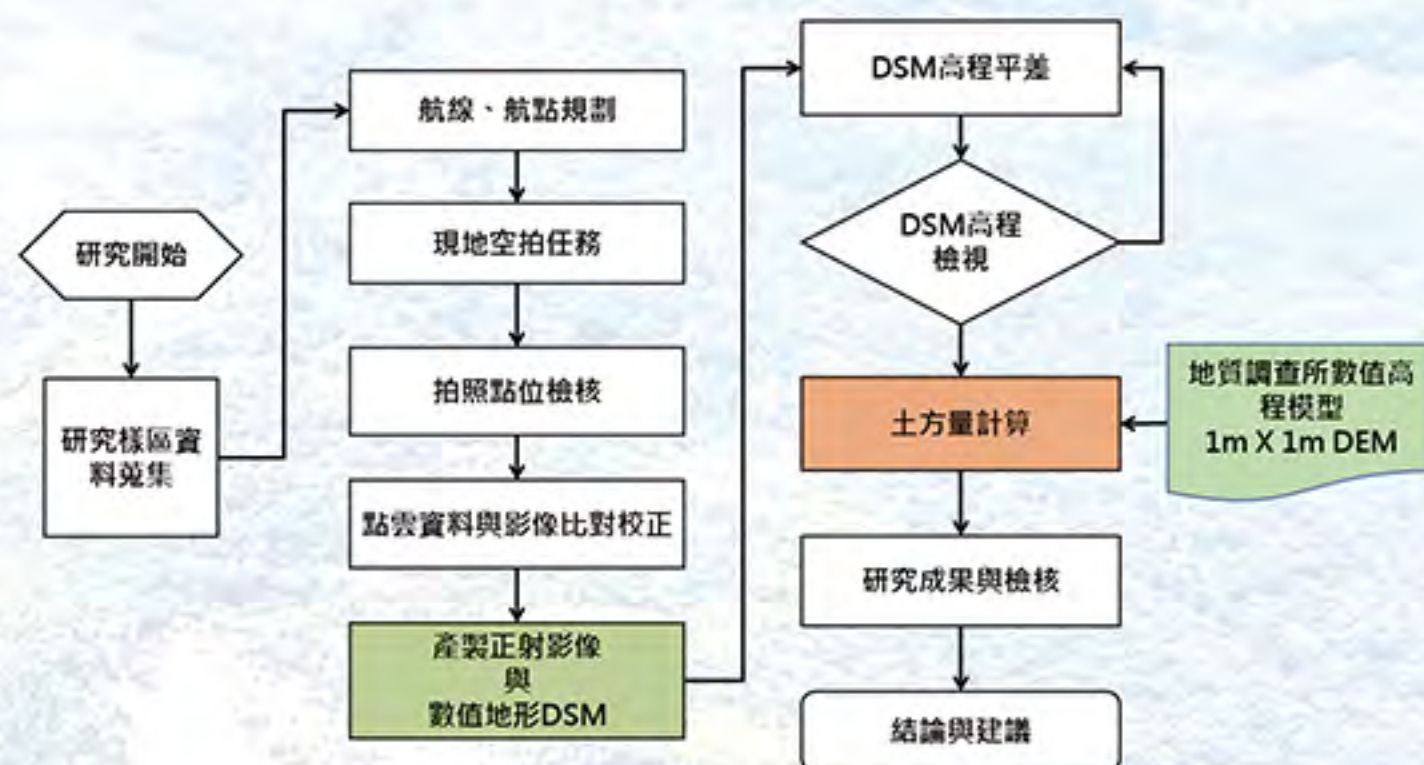 研究開始
研究樣區資
料蒐集
航線、航點規劃
現地空拍任務
拍照點位檢核
點雲資料與影像比對校正
產製正射影像
與
數值地形DSM
DSM高程平差
DSM高程
檢視
土方量計算
地質調查所數值高
程模型
1m X 1m DEM
研究成果與檢核
結論與建議